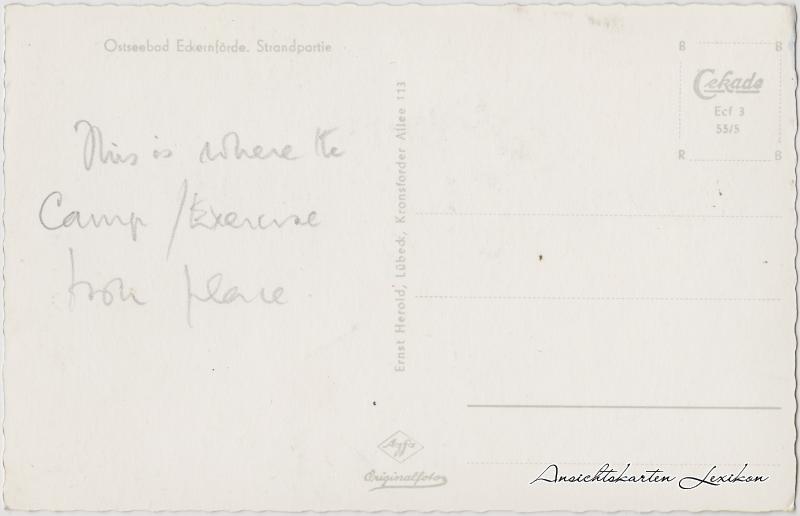 Ostseebad Eckernförde. Strandpartie
This is where the
Camp/Exercise
took place.
Ernst Herold, Lübeck, Kronsforder Allee 113
B B
Cekade
Ecf 3
55/5
R B
Agfa
Originalfoto
Ansichtskarten Lexikon